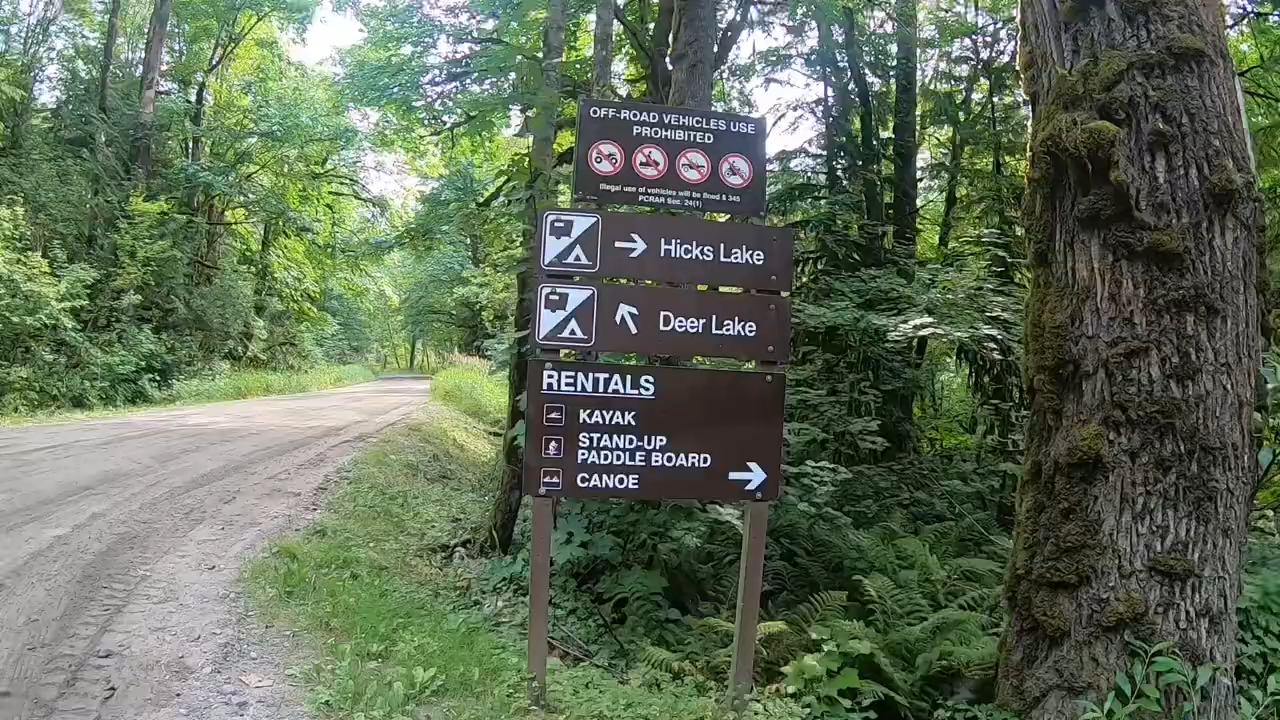 OFF-ROAD VEHICLES USE
PROHIBITED
Illegal use of vehicles will be fined $ 345
PCRAR Sec. 24(1)
Hicks Lake
Deer Lake
RENTALS
KAYAK
STAND-UP
PADDLE BOARD
CANOE